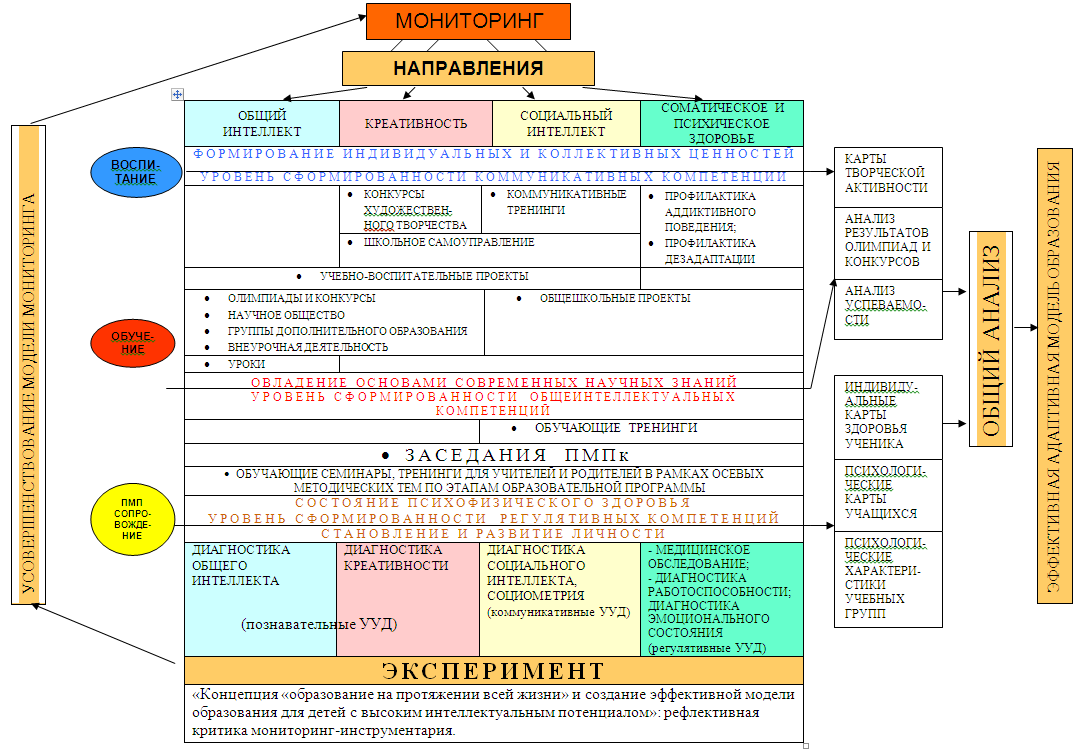 МОНИТОРИНГ
НАПРАВЛЕНИЯ
ОБЩИЙ
ИНТЕЛЛЕКТ
КРЕАТИВНОСТЬ
СОЦИАЛЬНЫЙ
ИНТЕЛЛЕКТ
СОМАТИЧЕСКОЕ И
ПСИХИЧЕСКОЕ
ЗДОРОВЬЕ
УСОВЕРШЕНСТВОВАНИЕ МОДЕЛИ МОНИТОРИНГА
ВОСПИ-
ТАНИЕ
ФОРМИРОВАНИЕ ИНДИВИДУАЛЬНЫХ И КОЛЛЕКТИВНЫХ ЦЕННОСТЕЙ
УРОВЕНЬ СФОРМИРОВАННОСТИ КОММУНИКАТИВНЫХ КОМПЕТЕНЦИИ
• КОНКУРСЫ
ХУДОЖЕСТВЕН-
НОГО ТВОРЧЕСТВА
• КОММУНИКАТИВНЫЕ
ТРЕНИНГИ
• ШКОЛЬНОЕ САМОУПРАВЛЕНИЕ
• ПРОФИЛАКТИКА
АДДИКТИВНОГО
ПОВЕДЕНИЯ;
• ПРОФИЛАКТИКА
ДЕЗАДАПТАЦИИ
• УЧЕБНО-ВОСПИТАТЕЛЬНЫЕ ПРОЕКТЫ
ОБУЧЕ-
НИЕ
• ОЛИМПИАДЫ И КОНКУРСЫ
• НАУЧНОЕ ОБЩЕСТВО
• ГРУППЫ ДОПОЛНИТЕЛЬНОГО ОБРАЗОВАНИЯ
• ВНЕУРОЧНАЯ ДЕЯТЕЛЬНОСТЬ
• ОБЩЕШКОЛЬНЫЕ ПРОЕКТЫ
• УРОКИ
ОВЛАДЕНИЕ ОСНОВАМИ СОВРЕМЕННЫХ НАУЧНЫХ ЗНАНИЙ
УРОВЕНЬ СФОРМИРОВАННОСТИ ОБЩЕИНТЕЛЛЕКТУАЛЬНЫХ
КОМПЕТЕНЦИЙ
• ОБУЧАЮЩИЕ ТРЕНИНГИ
• ЗАСЕДАНИЯ ПМПк
• ОБУЧАЮЩИЕ СЕМИНАРЫ, ТРЕНИНГИ ДЛЯ УЧИТЕЛЕЙ И РОДИТЕЛЕЙ В РАМКАХ ОСЕВЫХ
МЕТОДИЧЕСКИХ ТЕМ ПО ЭТАПАМ ОБРАЗОВАТЕЛЬНОЙ ПРОГРАММЫ
ПМП
СОПРО-
ВОЖДЕ-
НИЕ
СОСТОЯНИЕ ПСИХОФИЗИЧЕСКОГО ЗДОРОВЬЯ
УРОВЕНЬ СФОРМИРОВАННОСТИ РЕГУЛЯТИВНЫХ КОМПЕТЕНЦИЙ
СТАНОВЛЕНИЕ И РАЗВИТИЕ ЛИЧНОСТИ
ДИАГНОСТИКА
ОБЩЕГО
ИНТЕЛЛЕКТА
ДИАГНОСТИКА
КРЕАТИВНОСТИ
(познавательные УУД)
ДИАГНОСТИКА
СОЦИАЛЬНОГО
ИНТЕЛЛЕКТА,
СОЦИОМЕТРИЯ
(коммуникативные УУД)
- МЕДИЦИНСКОЕ
ОБСЛЕДОВАНИЕ;
- ДИАГНОСТИКА
РАБОТОСПОСОБНОСТИ;
ДИАГНОСТИКА
ЭМОЦИОНАЛЬНОГО
СОСТОЯНИЯ
(регулятивные УУД)
ЭКСПЕРИМЕНТ
«Концепция «образование на протяжении всей жизни» и создание эффективной модели
образования для детей с высоким интеллектуальным потенциалом»: рефлективная
критика мониторинг-инструментария.
КАРТЫ
ТВОРЧЕСКОЙ
АКТИВНОСТИ
АНАЛИЗ
РЕЗУЛЬТАТОВ
ОЛИМПИАД И
КОНКУРСОВ
АНАЛИЗ
УСПЕВАЕМО-
СТИ
ИНДИВИДУ-
АЛЬНЫЕ
КАРТЫ
ЗДОРОВЬЯ
УЧЕНИКА
ПСИХОЛОГИ-
ЧЕСКИЕ
КАРТЫ
УЧАЩИХСЯ
ПСИХОЛОГИ-
ЧЕСКИЕ
ХАРАКТЕРИ-
СТИКИ
УЧЕБНЫХ
ГРУПП
ОБЩИЙ АНАЛИЗ
ЭФФЕКТИВНАЯ АДАПТИВНАЯ МОДЕЛЬ ОБРАЗОВАНИЯ